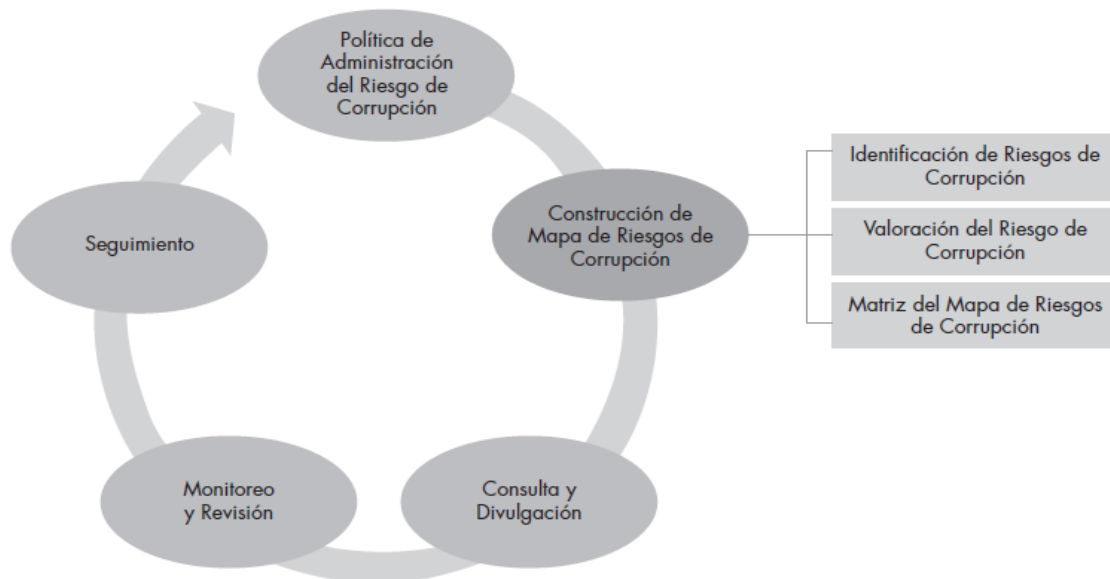 Política de
Administración
del Riesgo de
Corrupción
Construcción de
Mapa de Riesgos de
Corrupción
Identificación de Riesgos de
Corrupción
Valoración del Riesgo de
Corrupción
Matriz del Mapa de Riesgos
de Corrupción
Consulta y
Divulgación
Monitoreo
y Revisión
Seguimiento